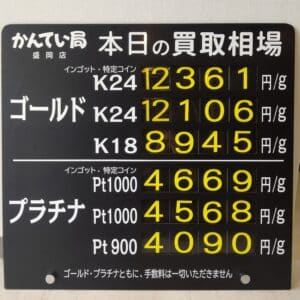 かんてい局 盛岡店 本日の買取相場
インゴット・特定コイン
K24 12361 円/g
ゴールド K24 12106 円/g
K18 8945 円/g
インゴット・特定コイン
Pt1000 4669 円/g
プラチナ Pt1000 4568 円/g
Pt900 4090 円/g
ゴールド・プラチナともに、手数料は一切いただきません